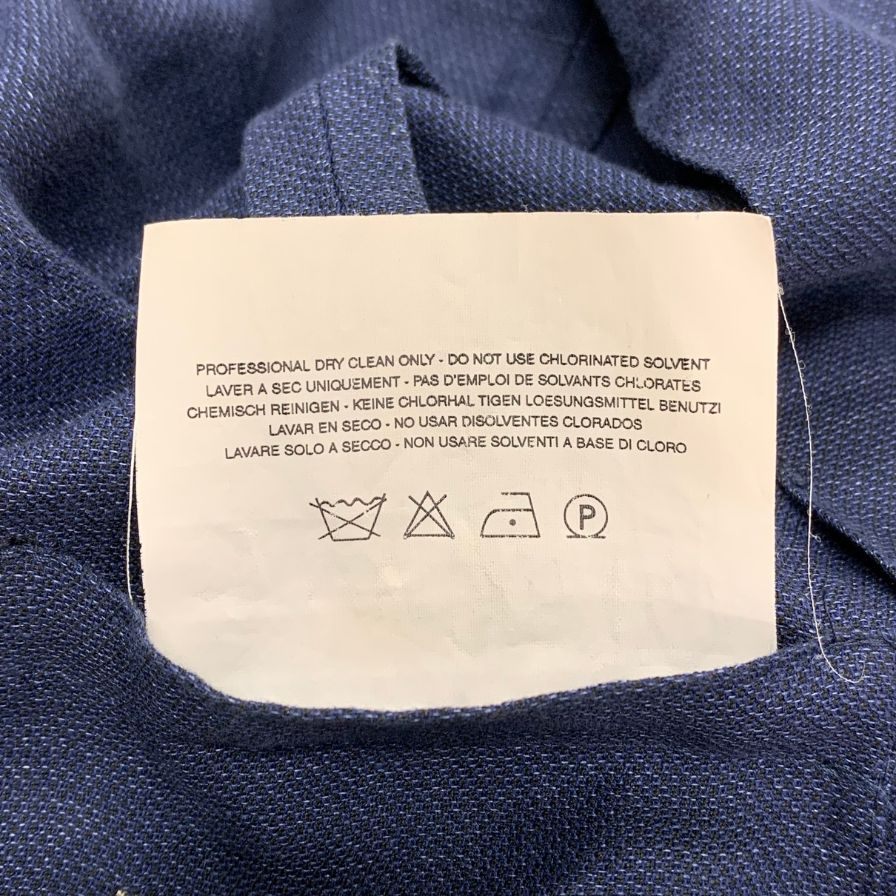 PROFESSIONAL DRY CLEAN ONLY - DO NOT USE CHLORINATED SOLVENT
LAVER A SEC UNIQUEMENT - PAS D'EMPLOI DE SOLVANTS CHLORATES
CHEMISCH REINIGEN - KEINE CHLORHAL TIGEN LOESUNGSMITTEL BENUTZI
LAVAR EN SECO - NO USAR DISOLVENTES CLORADOS
LAVARE SOLO A SECCO - NON USARE SOLVENTI A BASE DI CLORO
P